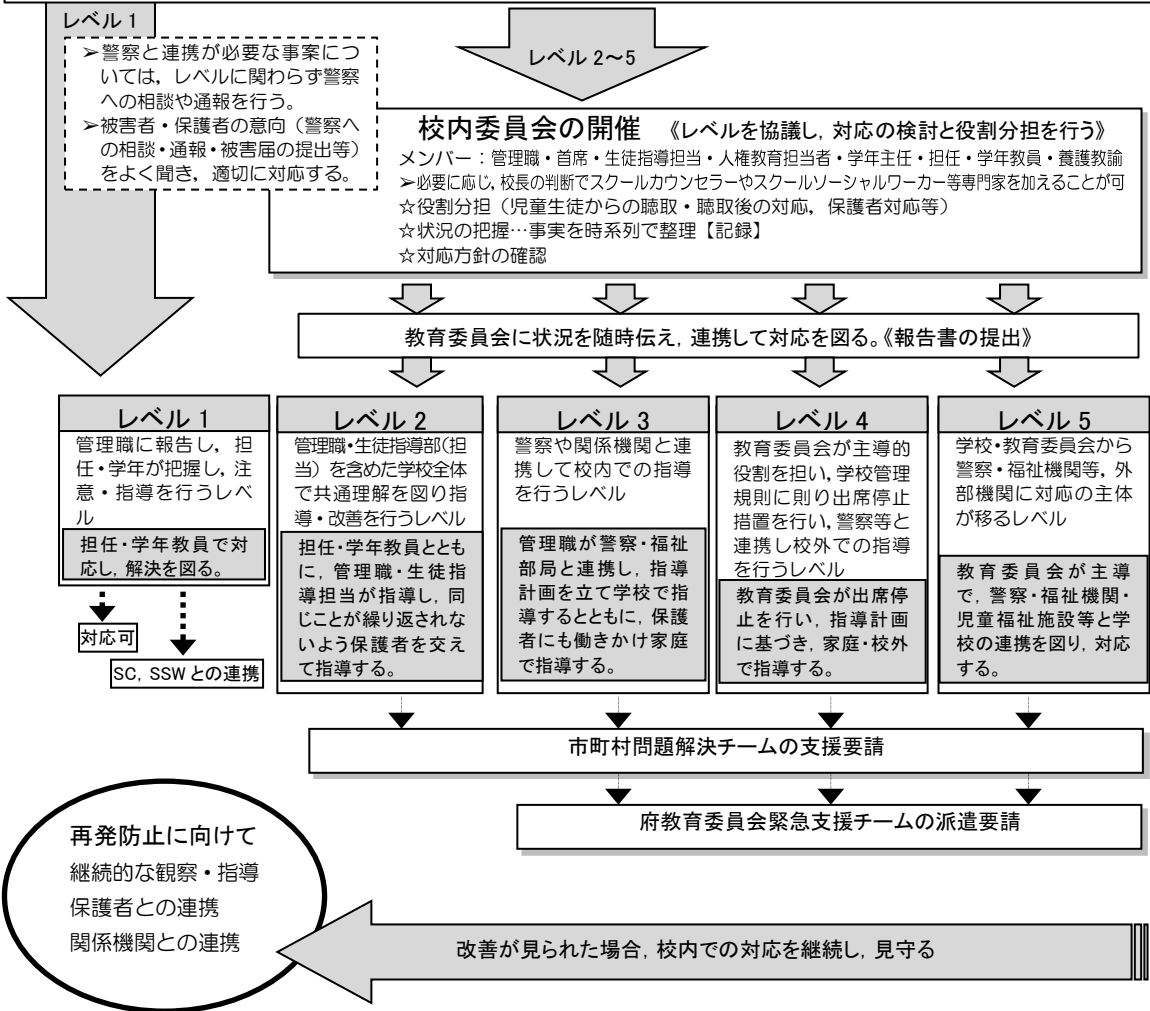 レベル 1
➢警察と連携が必要な事案につ
いては，レベルに関わらず警察
への相談や通報を行う。
➢被害者・保護者の意向（警察へ
の相談・通報・被害届の提出等）
をよく聞き，適切に対応する。
レベル 2～5
校内委員会の開催 《レベルを協議し，対応の検討と役割分担を行う》
メンバー：管理職・首席・生徒指導担当・人権教育担当者・学年主任・担任・学年教員・養護教諭
➢必要に応じ，校長の判断でスクールカウンセラーやスクールソーシャルワーカー等専門家を加えることが可
☆役割分担（児童生徒からの聴取・聴取後の対応，保護者対応等）
☆状況の把握…事実を時系列で整理【記録】
☆対応方針の確認
教育委員会に状況を随時伝え，連携して対応を図る。《報告書の提出》
レベル 1
管理職に報告し，担
任・学年が把握し，注
意・指導を行うレベ
ル
担任・学年教員で対
応し，解決を図る。
対応可
SC，SSW との連携
レベル 2
管理職・生徒指導部（担
当）を含めた学校全体
で共通理解を図り指
導・改善を行うレベル
担任・学年教員ととも
に，管理職・生徒指
導担当が指導し，同
じことが繰り返されな
いよう保護者を交え
て指導する。
レベル 3
警察や関係機関と連
携して校内での指導
を行うレベル
管理職が警察・福祉
部局と連携し，指導
計画を立て学校で指
導するとともに，保護
者にも働きかけ家庭
で指導する。
レベル 4
教育委員会が主導的
役割を担い，学校管理
規則に則り出席停止
措置を行い，警察等と
連携し校外での指導
を行うレベル
教育委員会が出席停
止を行い，指導計画
に基づき，家庭・校外
で指導する。
レベル 5
学校・教育委員会から
警察・福祉機関等，外
部機関に対応の主体
が移るレベル
教育委員会が主導
で，警察・福祉機関・
児童福祉施設等と学
校の連携を図り，対応
する。
市町村問題解決チームの支援要請
府教育委員会緊急支援チームの派遣要請
再発防止に向けて
継続的な観察・指導
保護者との連携
関係機関との連携
改善が見られた場合，校内での対応を継続し，見守る